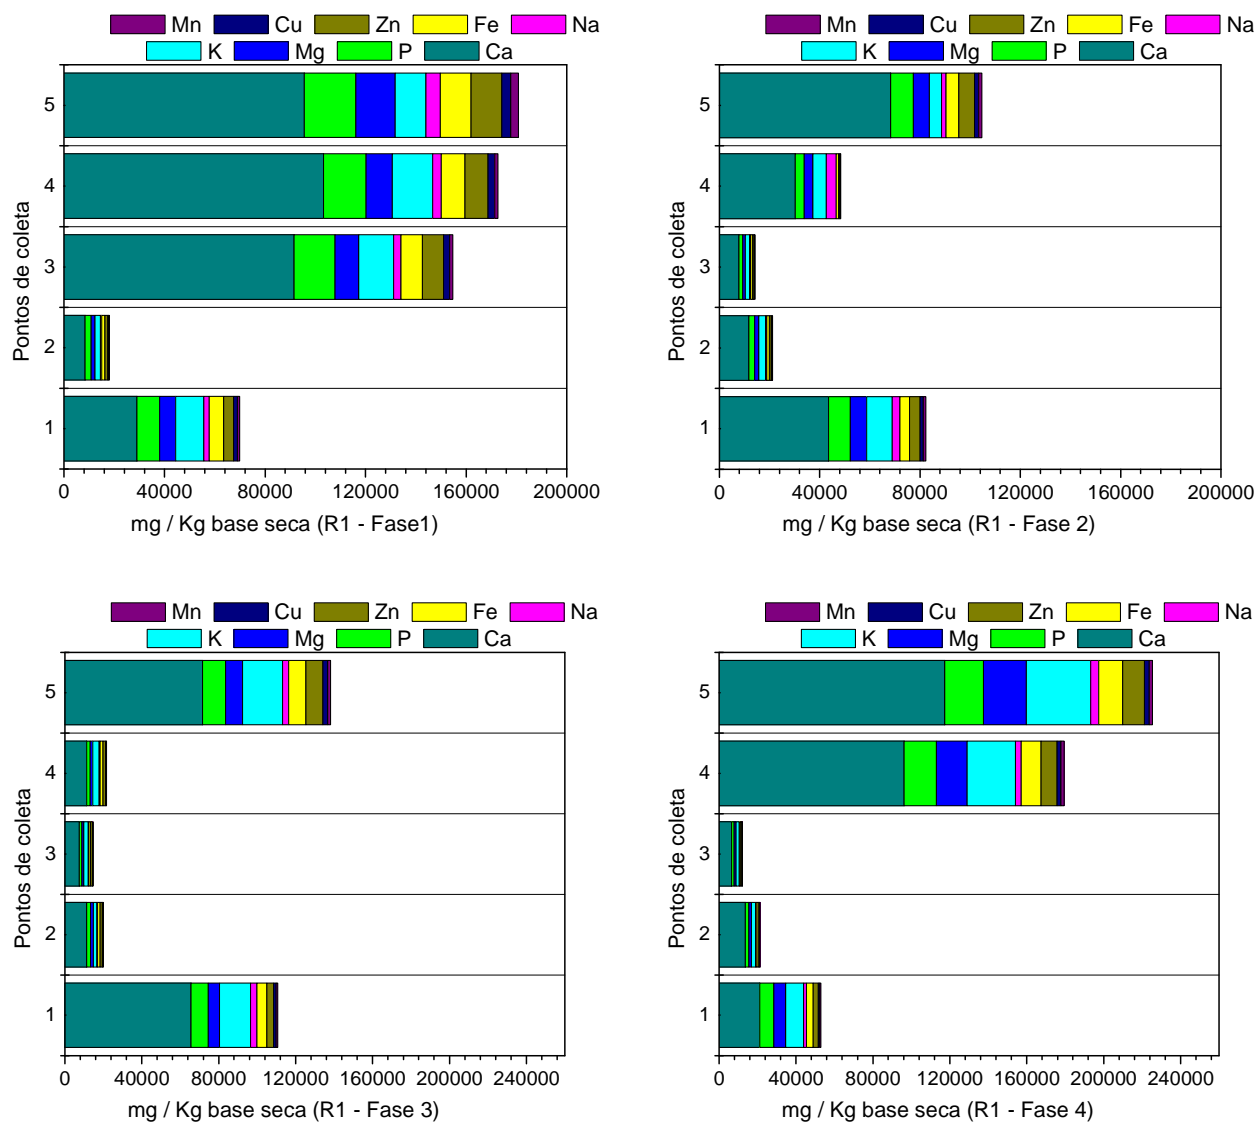 Mn Cu Zn Fe Na
K Mg P Ca
Pontos de coleta
5
4
3
2
1
0 40000 80000 120000 160000 200000
mg / Kg base seca (R1 - Fase1)
Mn Cu Zn Fe Na
K Mg P Ca
Pontos de coleta
5
4
3
2
1
0 40000 80000 120000 160000 200000
mg / Kg base seca (R1 - Fase 2)
Mn Cu Zn Fe Na
K Mg P Ca
Pontos de coleta
5
4
3
2
1
0 40000 80000 120000 160000 200000 240000
mg / Kg base seca (R1 - Fase 3)
Mn Cu Zn Fe Na
K Mg P Ca
Pontos de coleta
5
4
3
2
1
0 40000 80000 120000 160000 200000 240000
mg / Kg base seca (R1 - Fase 4)